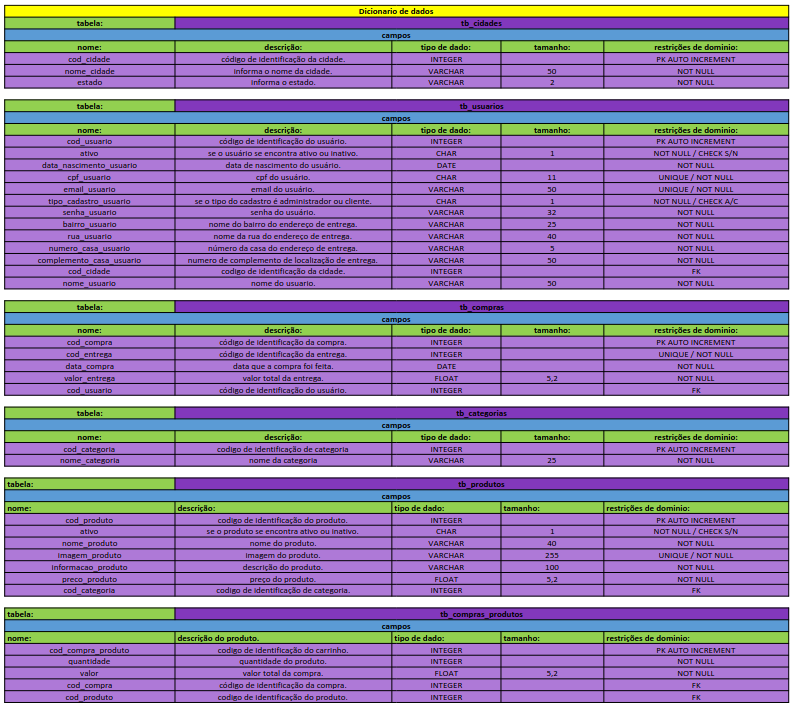 Dicionario de dados
tabela: tb_cidades
campos
nome: descrição: tipo de dado: tamanho: restrições de dominio:
cod_cidade código de identificação da cidade. INTEGER PK AUTO INCREMENT
nome_cidade informa o nome da cidade. VARCHAR 50 NOT NULL
estado informa o estado. VARCHAR 2 NOT NULL
tabela: tb_usuarios
campos
nome: descrição: tipo de dado: tamanho: restrições de dominio:
cod_usuario código de identificação do usuário. INTEGER PK AUTO INCREMENT
ativo se o usuário se encontra ativo ou inativo. CHAR 1 NOT NULL / CHECK S/N
data_nascimento_usuario data de nascimento do usuário. DATE NOT NULL
cpf_usuario cpf do usuário. CHAR 11 UNIQUE / NOT NULL
email_usuario email do usuário. VARCHAR 50 UNIQUE / NOT NULL
tipo_cadastro_usuario se o tipo do cadastro é administrador ou cliente. CHAR 1 NOT NULL / CHECK A/C
senha_usuario senha do usuário. VARCHAR 32 NOT NULL
bairro_usuario nome do bairro do endereço de entrega. VARCHAR 25 NOT NULL
rua_usuario nome da rua do endereço de entrega. VARCHAR 40 NOT NULL
numero_casa_usuario número da casa do endereço de entrega. VARCHAR 5 NOT NULL
complemento_casa_usuario numero de complemento de localização de entrega. VARCHAR 50 NOT NULL
cod_cidade codigo de identificação da cidade. INTEGER FK
nome_usuario nome do usuario. VARCHAR 50 NOT NULL
tabela: tb_compras
campos
nome: descrição: tipo de dado: tamanho: restrições de dominio:
cod_compra código de identificação da compra. INTEGER PK AUTO INCREMENT
cod_entrega código de identificação da entrega. INTEGER UNIQUE / NOT NULL
data_compra data que a compra foi feita. DATE NOT NULL
valor_entrega valor total da entrega. FLOAT 5,2 NOT NULL
cod_usuario código de identificação do usuário. INTEGER FK
tabela: tb_categorias
campos
nome: descrição: tipo de dado: tamanho: restrições de dominio:
cod_categoria codigo de identificação de categoria INTEGER PK AUTO INCREMENT
nome_categoria nome da categoria VARCHAR 25 NOT NULL
tabela: tb_produtos
campos
nome: descrição: tipo de dado: tamanho: restrições de dominio:
cod_produto codigo de identificação do produto. INTEGER PK AUTO INCREMENT
ativo se o produto se encontra ativo ou inativo. CHAR 1 NOT NULL / CHECK S/N
nome_produto nome do produto. VARCHAR 40 NOT NULL
imagem_produto imagem do produto. VARCHAR 255 UNIQUE / NOT NULL
informacao_produto descrição do produto. VARCHAR 100 NOT NULL
preco_produto preço do produto. FLOAT 5,2 NOT NULL
cod_categoria codigo de identificação de categoria. INTEGER FK
tabela: tb_compras_produtos
campos
nome: descrição do produto. tipo de dado: tamanho: restrições de dominio:
cod_compra_produto codigo de identificação do carrinho. INTEGER PK AUTO INCREMENT
quantidade quantidade do produto. INTEGER NOT NULL
valor valor total da compra. FLOAT 5,2 NOT NULL
cod_compra código de identificação da compra. INTEGER FK
cod_produto codigo de identificação do produto. INTEGER FK